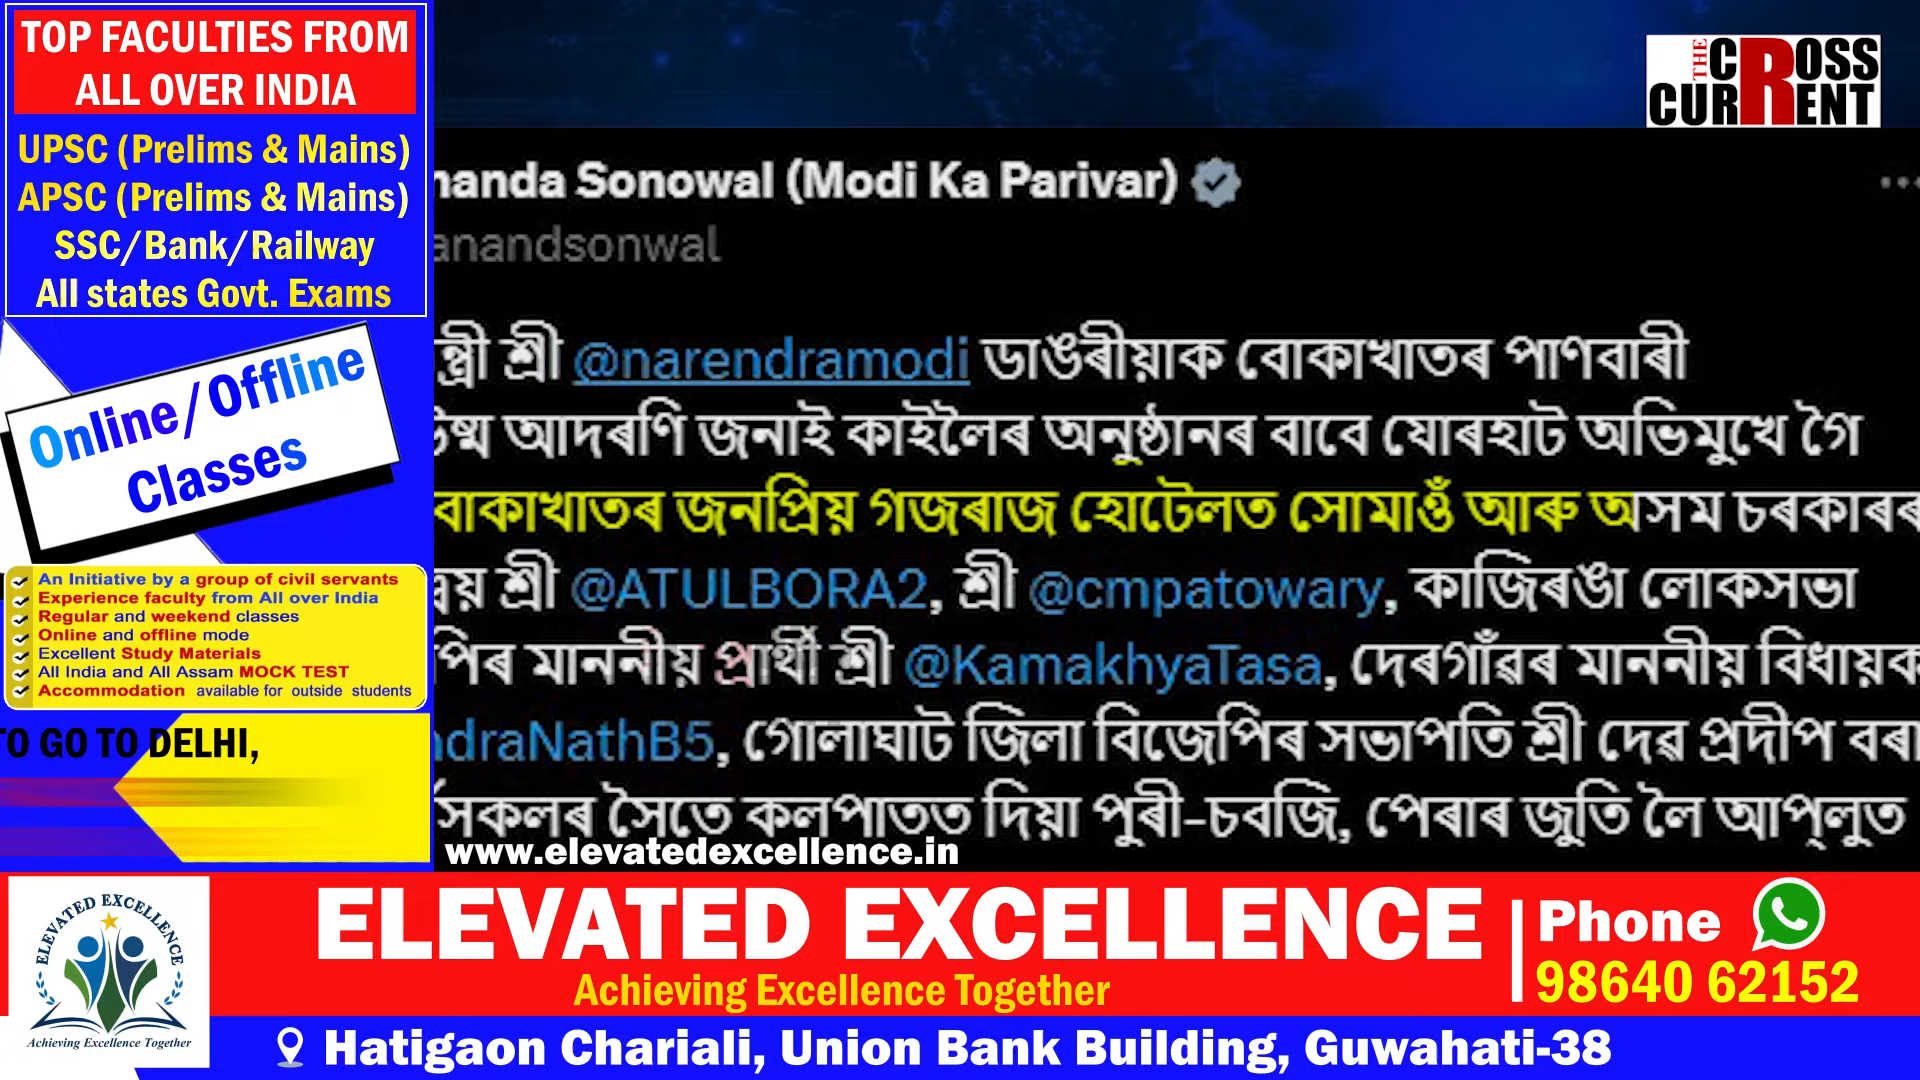 TOP FACULTIES FROM
ALL OVER INDIA
UPSC (Prelims & Mains)
APSC (Prelims & Mains)
SSC/Bank/Railway
All states Govt. Exams
Online/Offline
Classes
An Initiative by a group of civil servants
Experience faculty from All over India
Regular and weekend classes
Online and offline mode
Excellent Study Materials
All India and All Assam MOCK TEST
Accommodation available for outside students
TO GO TO DELHI,
THE CROSS
CURRENT
nanda Sonowal (Modi Ka Parivar)
anandsonwal
ন্ত্ৰী শ্ৰী @narendramodi ডাঙৰীয়াক বোকাখাতৰ পাণবাৰী
আদৰণি জনাই কাইলৈৰ অনুষ্ঠানৰ বাবে যোৰহাট অভিমুখে গৈ
বোকাখাতৰ জনপ্ৰিয় গজৰাজ হোটেলত সোমাওঁ আৰু অসম চৰকাৰৰ
দ্বয় শ্ৰী @ATULBORA2, শ্ৰী @cmpatowary, কাজিৰঙা লোকসভা
পিৰ মাননীয় প্ৰাৰ্থী শ্ৰী @KamakhyaTasa, দেৰগাঁৱৰ মাননীয় বিধায়ক
ndraNathB5, গোলাঘাট জিলা বিজেপিৰ সভাপতি শ্ৰী দেৱ প্ৰদীপ বৰা
সকলৰ সৈতে কলপাতত দিয়া পুৰী-চবজি, পেৰাৰ জুতি লৈ আপ্লুত
www.elevatedexcellence.in
ELEVATED EXCELLENCE
Achieving Excellence Together
Phone
98640 62152
ELEVATED EXCELLENCE
Achieving Excellence Together
Hatigaon Chariali, Union Bank Building, Guwahati-38